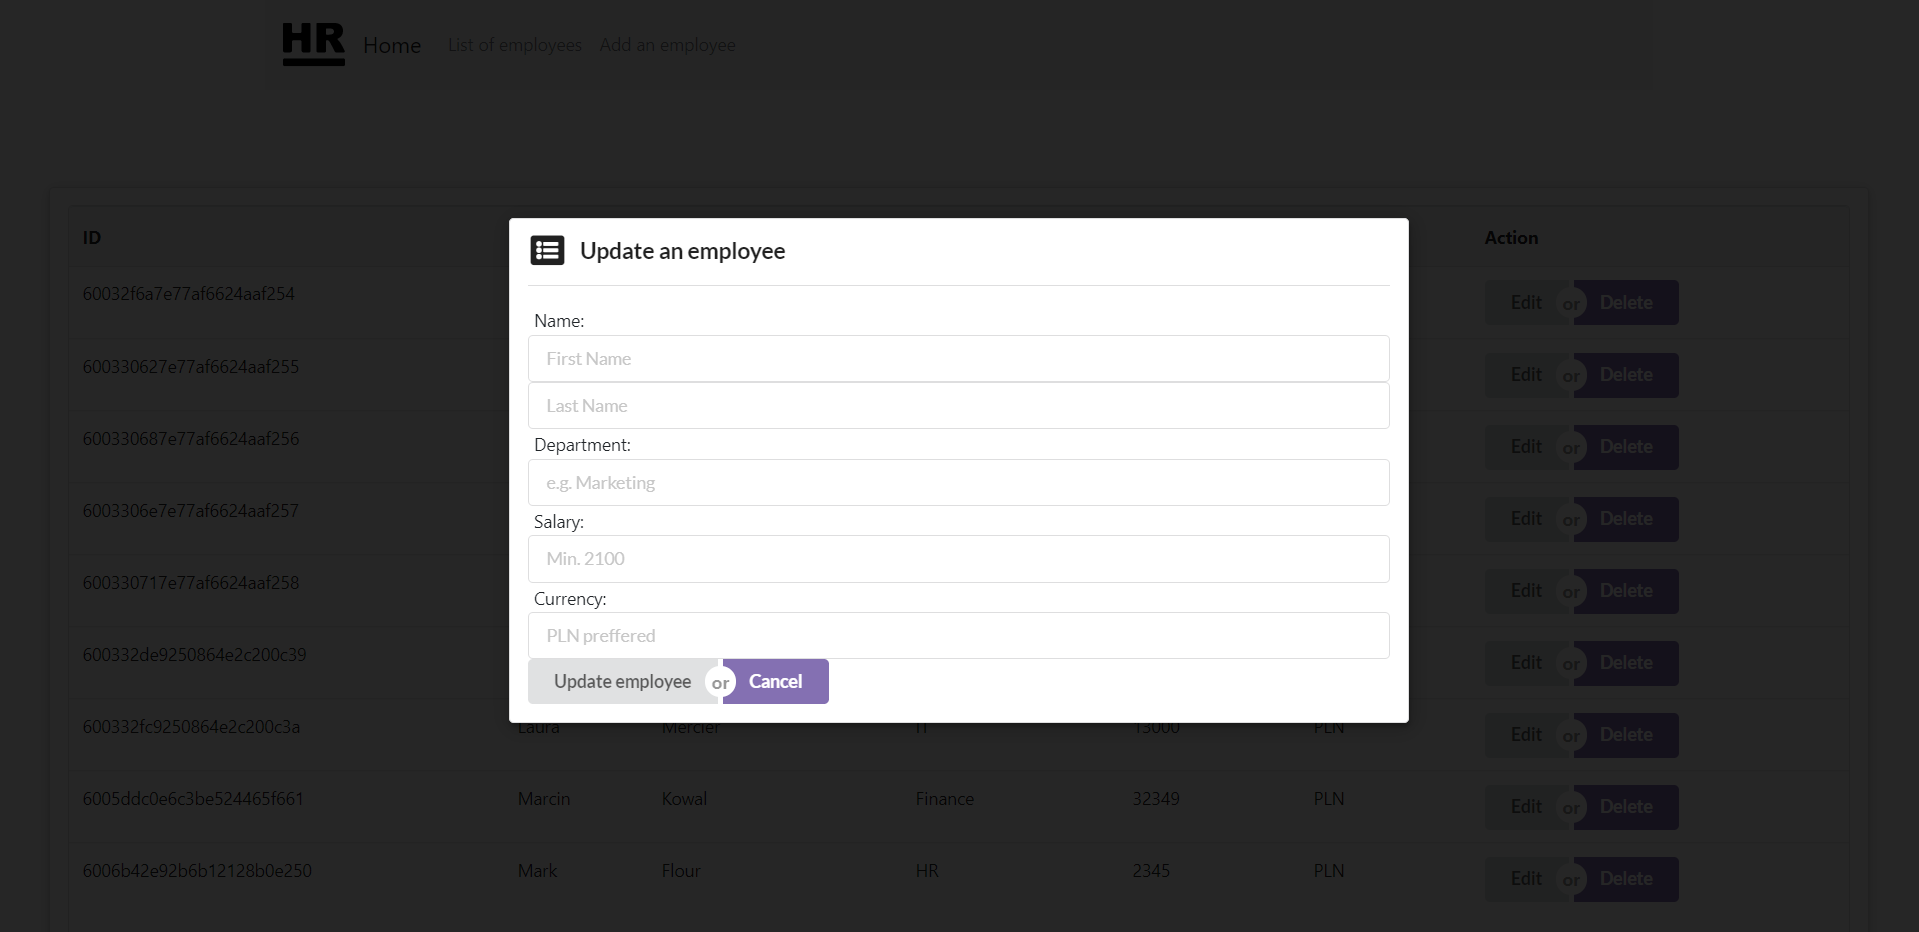 HR Home List of employees Add an employee
ID Action
Update an employee
60032f6a7e77af6624aaf254 Edit or Delete
Name:
First Name
600330627e77af6624aaf255 Edit or Delete
Last Name
600330687e77af6624aaf256 Edit or Delete
Department:
e.g. Marketing
6003306e7e77af6624aaf257 Edit or Delete
Salary:
Min. 2100
600330717e77af6624aaf258 Edit or Delete
Currency:
PLN preffered
600332de9250864e2c200c39 Edit or Delete
Update employee or Cancel
600332fc9250864e2c200c3a Laura Mercier IT 13000 PLN Edit or Delete
6005ddc0e6c3be524465f661 Marcin Kowal Finance 32349 PLN Edit or Delete
6006b42e92b6b12128b0e250 Mark Flour HR 2345 PLN Edit or Delete